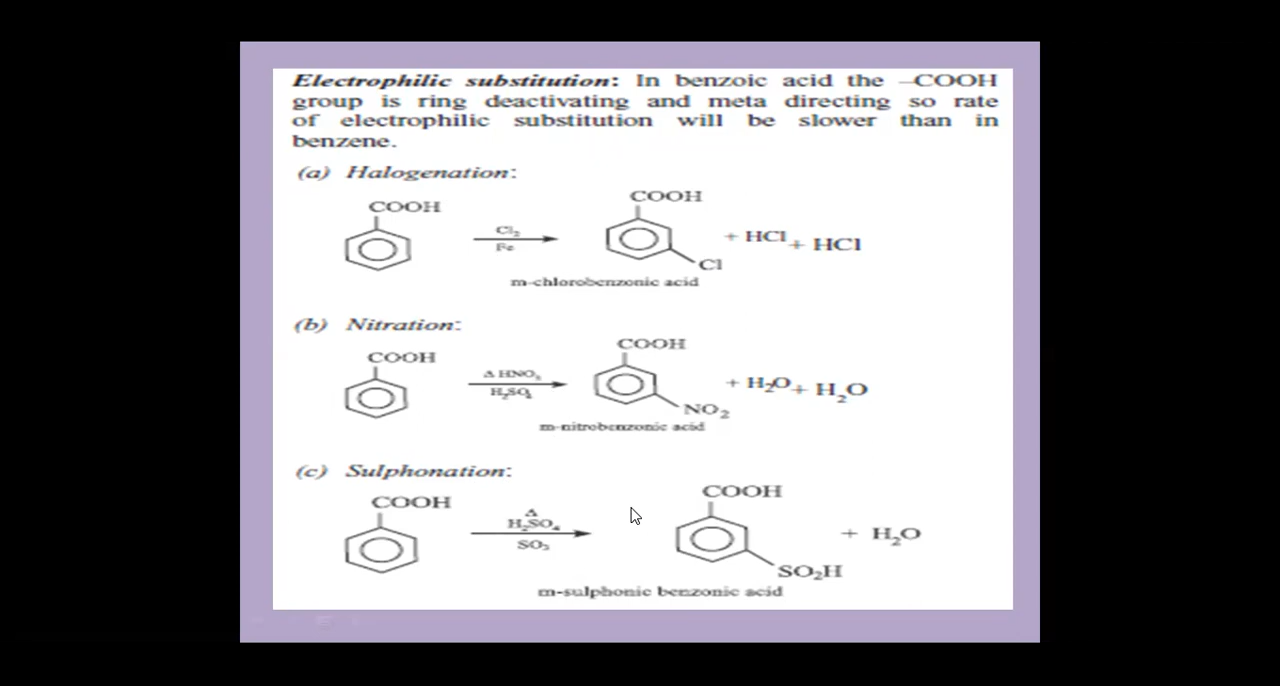 Electrophilic substitution: In benzoic acid the –COOH
group is ring deactivating and meta directing so rate
of electrophilic substitution will be slower than in
benzene.
(a) Halogenation:
COOH
Cl₂
Fe
COOH
Cl
+ HCl + HCl
m-chlorobenzonic acid
(b) Nitration:
COOH
Δ HNO₃
H₂SO₄
COOH
NO₂
+ H₂O + H₂O
m-nitrobenzonic acid
(c) Sulphonation:
COOH
Δ
H₂SO₄
SO₃
COOH
SO₂H
+ H₂O
m-sulphonic benzonic acid